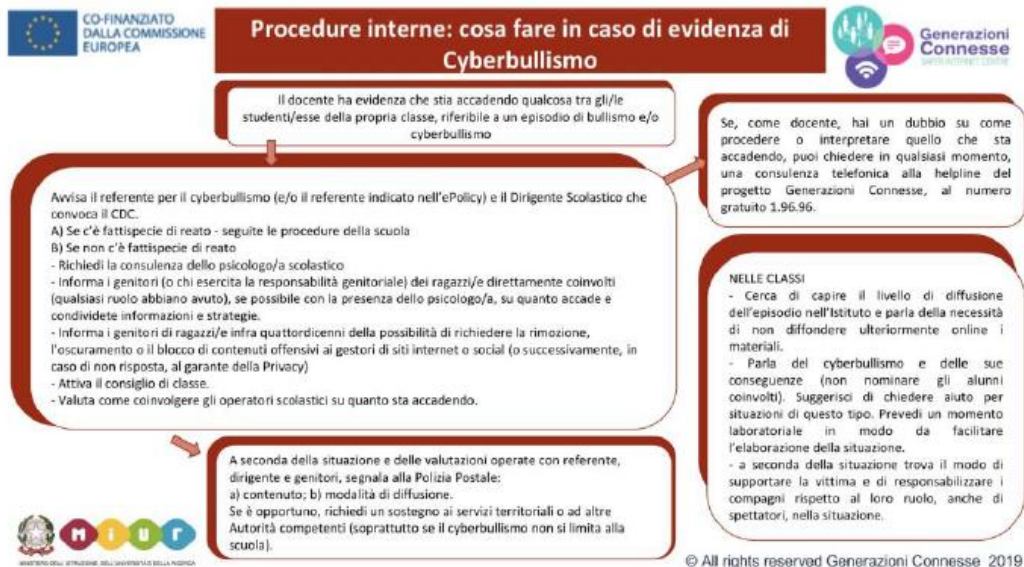 CO-FINANZIATO
DALLA COMMISSIONE
EUROPEA
Procedure interne: cosa fare in caso di evidenza di
Cyberbullismo
Generazioni
Connesse
SAFER INTERNET CENTRE
Il docente ha evidenza che stia accadendo qualcosa tra gli/le
studenti/esse della propria classe, riferibile a un episodio di bullismo e/o
cyberbullismo
Se, come docente, hai un dubbio su come
procedere o interpretare quello che sta
accadendo, puoi chiedere in qualsiasi momento,
una consulenza telefonica alla helpline del
progetto Generazioni Connesse, al numero
gratuito 1.96.96.
Avvisa il referente per il cyberbullismo (e/o il referente indicato nell'ePolicy) e il Dirigente Scolastico che
convoca il CDC.
A) Se c'è fattispecie di reato - seguite le procedure della scuola
B) Se non c'è fattispecie di reato
- Richiedi la consulenza dello psicologo/a scolastico
- Informa i genitori (o chi esercita la responsabilità genitoriale) dei ragazzi/e direttamente coinvolti
(qualsiasi ruolo abbiano avuto), se possibile con la presenza dello psicologo/a, su quanto accade e
condividete informazioni e strategie.
- Informa i genitori di ragazzi/e infra quattordicenni della possibilità di richiedere la rimozione,
l'oscuramento o il blocco di contenuti offensivi ai gestori di siti internet o social (o successivamente, in
caso di non risposta, al garante della Privacy)
- Attiva il consiglio di classe.
- Valuta come coinvolgere gli operatori scolastici su quanto sta accadendo.
NELLE CLASSI
- Cerca di capire il livello di diffusione
dell'episodio nell'Istituto e parla della necessità
di non diffondere ulteriormente online i
materiali.
- Parla del cyberbullismo e delle sue
conseguenze (non nominare gli alunni
coinvolti). Suggerisci di chiedere aiuto per
situazioni di questo tipo. Prevedi un momento
laboratoriale in modo da facilitare
l'elaborazione della situazione.
- a seconda della situazione trova il modo di
supportare la vittima e di responsabilizzare i
compagni rispetto al loro ruolo, anche di
spettatori, nella situazione.
A seconda della situazione e delle valutazioni operate con referente,
dirigente e genitori, segnala alla Polizia Postale:
a) contenuto; b) modalità di diffusione.
Se è opportuno, richiedi un sostegno ai servizi territoriali o ad altre
Autorità competenti (soprattutto se il cyberbullismo non si limita alla
scuola).
miur
MINISTERO DELL'ISTRUZIONE, DELL'UNIVERSITÀ E DELLA RICERCA
© All rights reserved Generazioni Connesse 2019